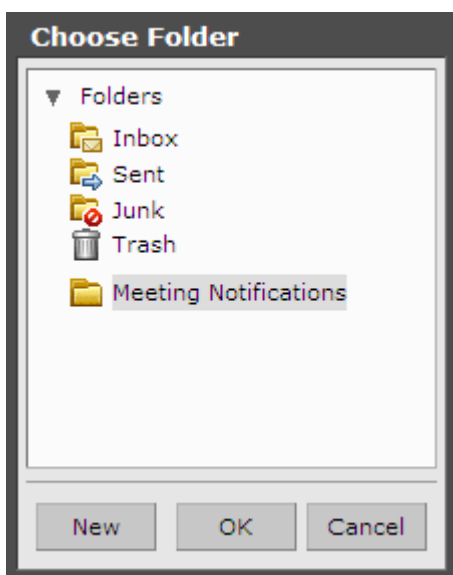 Choose Folder
Folders
Inbox
Sent
Junk
Trash
Meeting Notifications
New OK Cancel